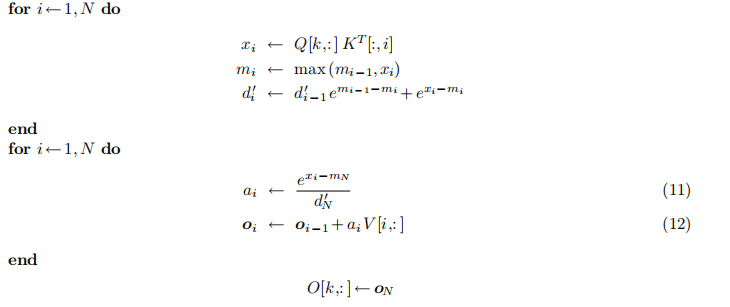 for i ← 1, N do
x_i ← Q[k,:] K^T[:,i]
m_i ← max(m_{i−1}, x_i)
d′_i ← d′_{i−1} e^{m_{i−1}−m_i} + e^{x_i−m_i}
end
for i ← 1, N do
a_i ← e^{x_i−m_N} / d′_N (11)
o_i ← o_{i−1} + a_i V[i,:] (12)
end
O[k,:] ← o_N